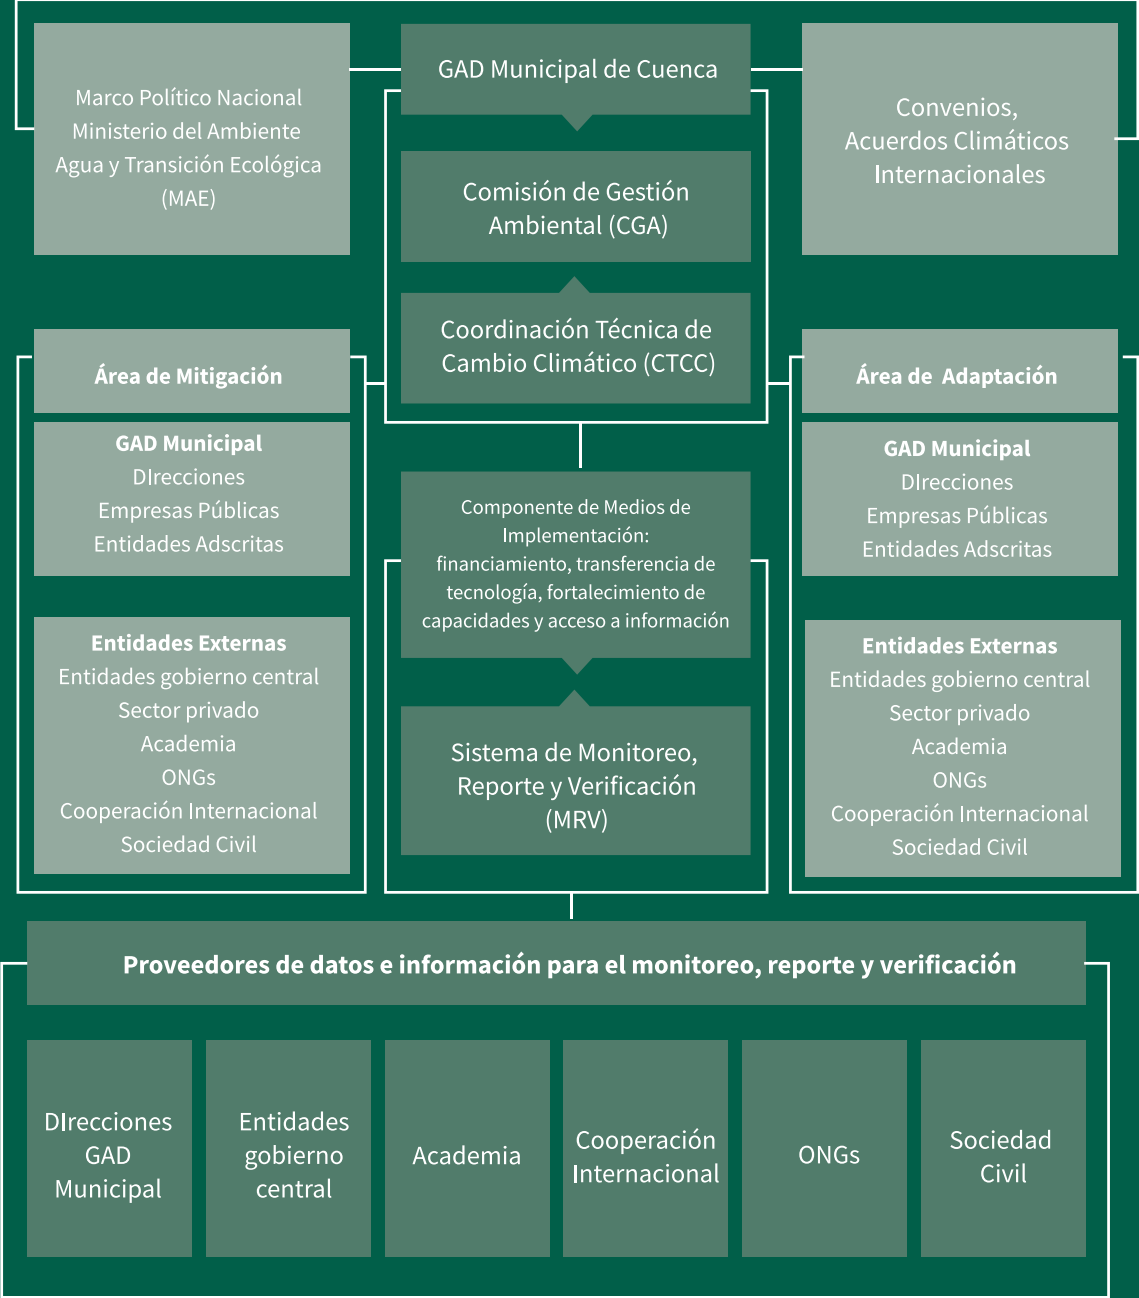 Marco Político Nacional
Ministerio del Ambiente
Agua y Transición Ecológica
(MAE)
GAD Municipal de Cuenca
Convenios,
Acuerdos Climáticos
Internacionales
Comisión de Gestión
Ambiental (CGA)
Coordinación Técnica de
Cambio Climático (CTCC)
Área de Mitigación
GAD Municipal
DIrecciones
Empresas Públicas
Entidades Adscritas
Entidades Externas
Entidades gobierno central
Sector privado
Academia
ONGs
Cooperación Internacional
Sociedad Civil
Componente de Medios de
Implementación:
financiamiento, transferencia de
tecnología, fortalecimiento de
capacidades y acceso a información
Sistema de Monitoreo,
Reporte y Verificación
(MRV)
Área de Adaptación
GAD Municipal
DIrecciones
Empresas Públicas
Entidades Adscritas
Entidades Externas
Entidades gobierno central
Sector privado
Academia
ONGs
Cooperación Internacional
Sociedad Civil
Proveedores de datos e información para el monitoreo, reporte y verificación
DIrecciones
GAD
Municipal
Entidades
gobierno
central
Academia
Cooperación
Internacional
ONGs
Sociedad
Civil